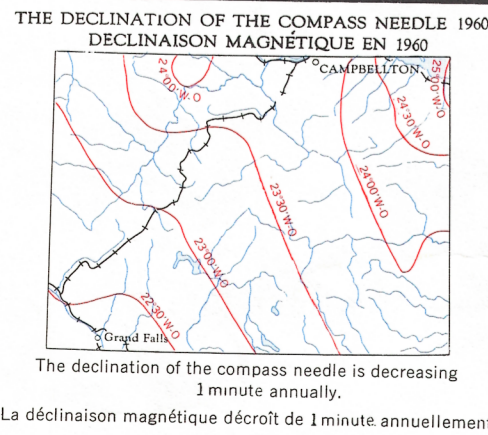 THE DECLINATION OF THE COMPASS NEEDLE 1960
DECLINAISON MAGNÉTIQUE EN 1960
CAMPBELLTON
24°00'W-O
25°00'W-O
24°30'W-O
24°00'W-O
23°30'W-O
23°00'W-O
22°30'W-O
Grand Falls
The declination of the compass needle is decreasing
1 minute annually.
La déclinaison magnétique décroît de 1 minute. annuellement